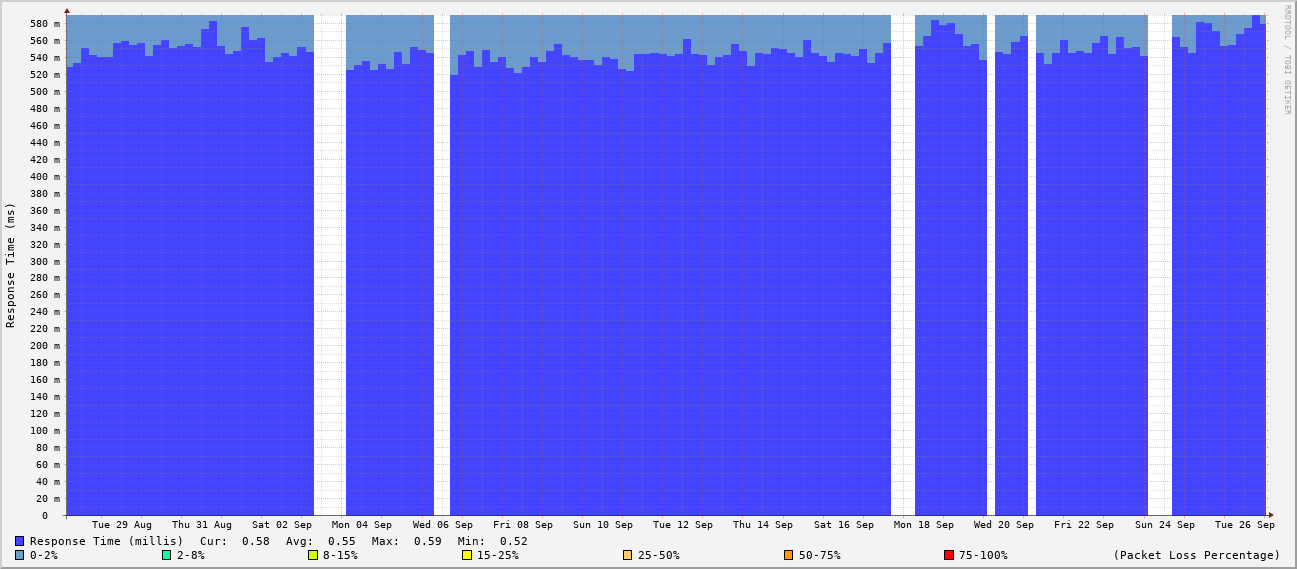 580 m
560 m
540 m
520 m
500 m
480 m
460 m
440 m
420 m
400 m
380 m
360 m
340 m
320 m
300 m
280 m
260 m
240 m
220 m
200 m
180 m
160 m
140 m
120 m
100 m
80 m
60 m
40 m
20 m
0
Response Time (ms)
RRDTOOL / TOBI OETIKER
Tue 29 Aug Thu 31 Aug Sat 02 Sep Mon 04 Sep Wed 06 Sep Fri 08 Sep Sun 10 Sep Tue 12 Sep Thu 14 Sep Sat 16 Sep Mon 18 Sep Wed 20 Sep Fri 22 Sep Sun 24 Sep Tue 26 Sep
Response Time (millis) Cur: 0.58 Avg: 0.55 Max: 0.59 Min: 0.52
0-2% 2-8% 8-15% 15-25% 25-50% 50-75% 75-100% (Packet Loss Percentage)